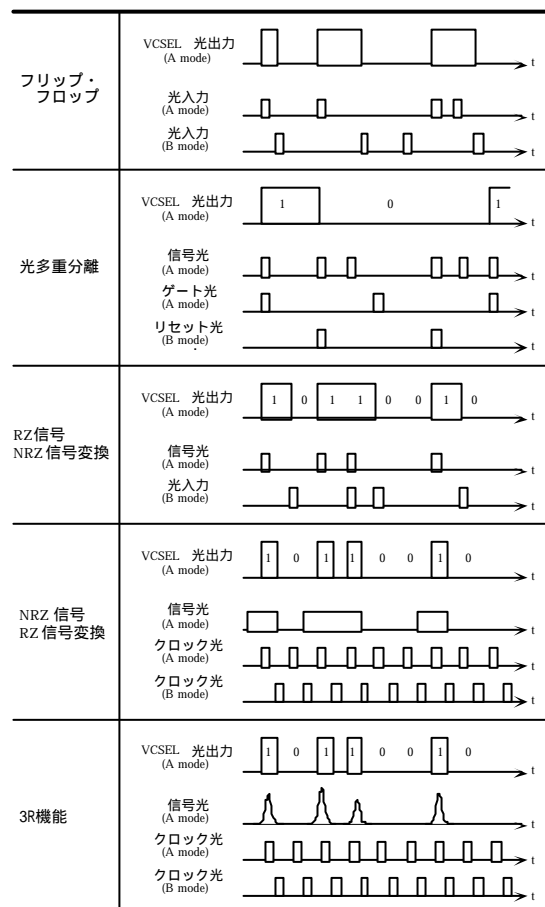 フリップ・
フロップ
VCSEL 光出力
(A mode)
t
光入力
(A mode)
t
光入力
(B mode)
t
光多重分離
VCSEL 光出力
(A mode)
1 0 1
t
信号光
(A mode)
t
ゲート光
(A mode)
t
リセット光
(B mode)
t
RZ信号
NRZ 信号変換
VCSEL 光出力
(A mode)
1 0 1 1 0 0 1 0
t
信号光
(A mode)
t
光入力
(B mode)
t
NRZ 信号
RZ 信号変換
VCSEL 光出力
(A mode)
1 0 1 1 0 0 1 0
t
信号光
(A mode)
t
クロック光
(A mode)
t
クロック光
(B mode)
t
3R機能
VCSEL 光出力
(A mode)
1 0 1 1 0 0 1 0
t
信号光
(A mode)
t
クロック光
(A mode)
t
クロック光
(B mode)
t